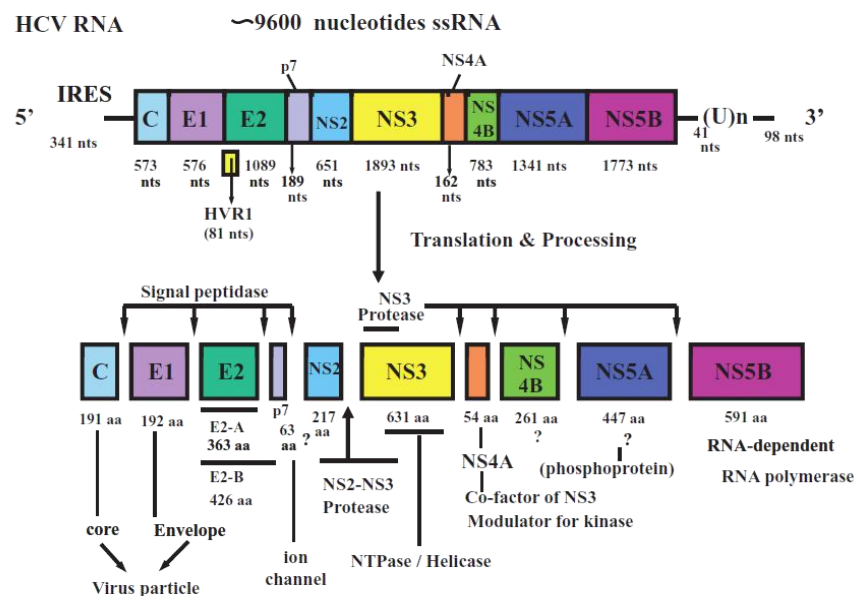 HCV RNA
∽9600 nucleotides ssRNA
p7
NS4A
IRES
5’
C
E1
E2
NS2
NS3
NS
4B
NS5A
NS5B
(U)n
3’
341 nts
41
nts
98 nts
573
nts
576
nts
1089
nts
189
nts
651
nts
1893 nts
162
nts
783
nts
1341 nts
1773 nts
HVR1
(81 nts)
Translation & Processing
Signal peptidase
NS3
Protease
C
E1
E2
p7
NS2
NS3
NS
4B
NS5A
NS5B
191 aa
192 aa
E2-A
363 aa
E2-B
426 aa
63
aa
?
217
aa
631 aa
54 aa
261 aa
?
447 aa
?
591 aa
NS4A
(phosphoprotein)
RNA-dependent
RNA polymerase
NS2-NS3
Protease
Co-factor of NS3
Modulator for kinase
core
Envelope
ion
channel
NTPase / Helicase
Virus particle